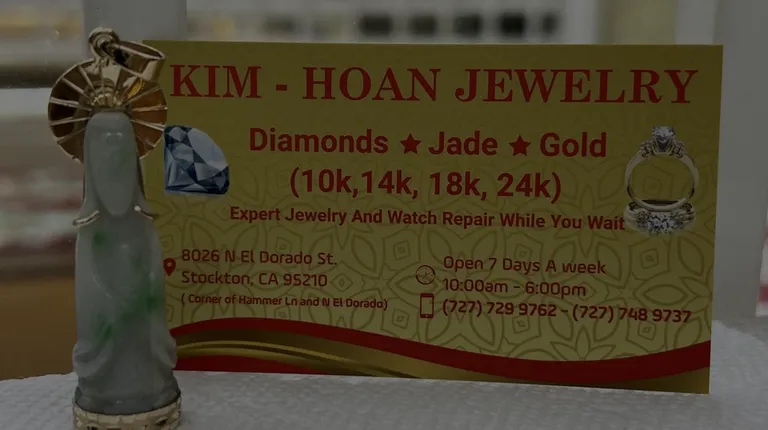 KIM - HOAN JEWELRY
Diamonds ★ Jade ★ Gold
(10k,14k, 18k, 24k)
Expert Jewelry And Watch Repair While You Wait
8026 N El Dorado St.
Stockton, CA 95210
( Corner of Hammer Ln and N El Dorado)
Open 7 Days A week
10:00am - 6:00pm
(727) 729 9762 - (727) 748 9737